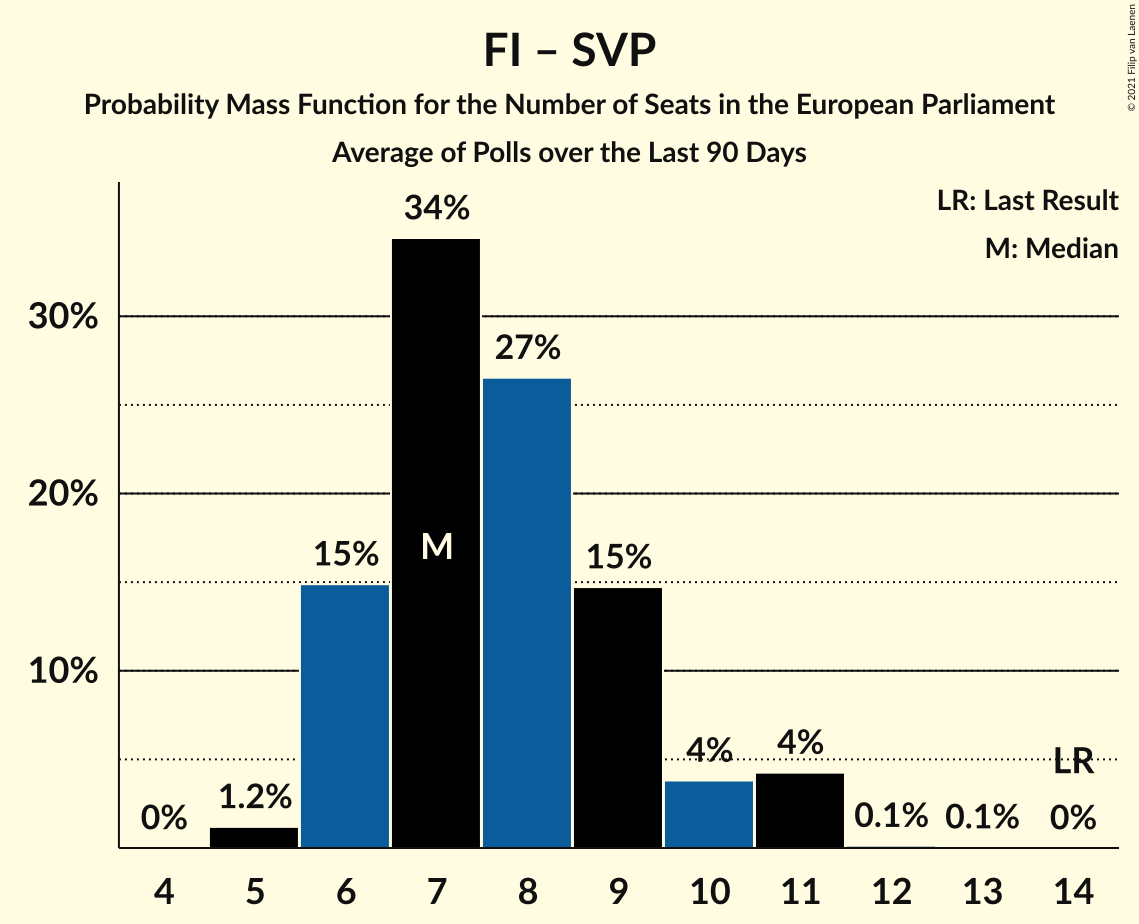 FI – SVP
Probability Mass Function for the Number of Seats in the European Parliament
Average of Polls over the Last 90 Days
© 2021 Filip van Laenen
LR: Last Result
M: Median
30%
20%
10%
0%
1.2%
15%
34%
M
27%
15%
4%
4%
0.1%
0.1%
LR
0%
4 5 6 7 8 9 10 11 12 13 14